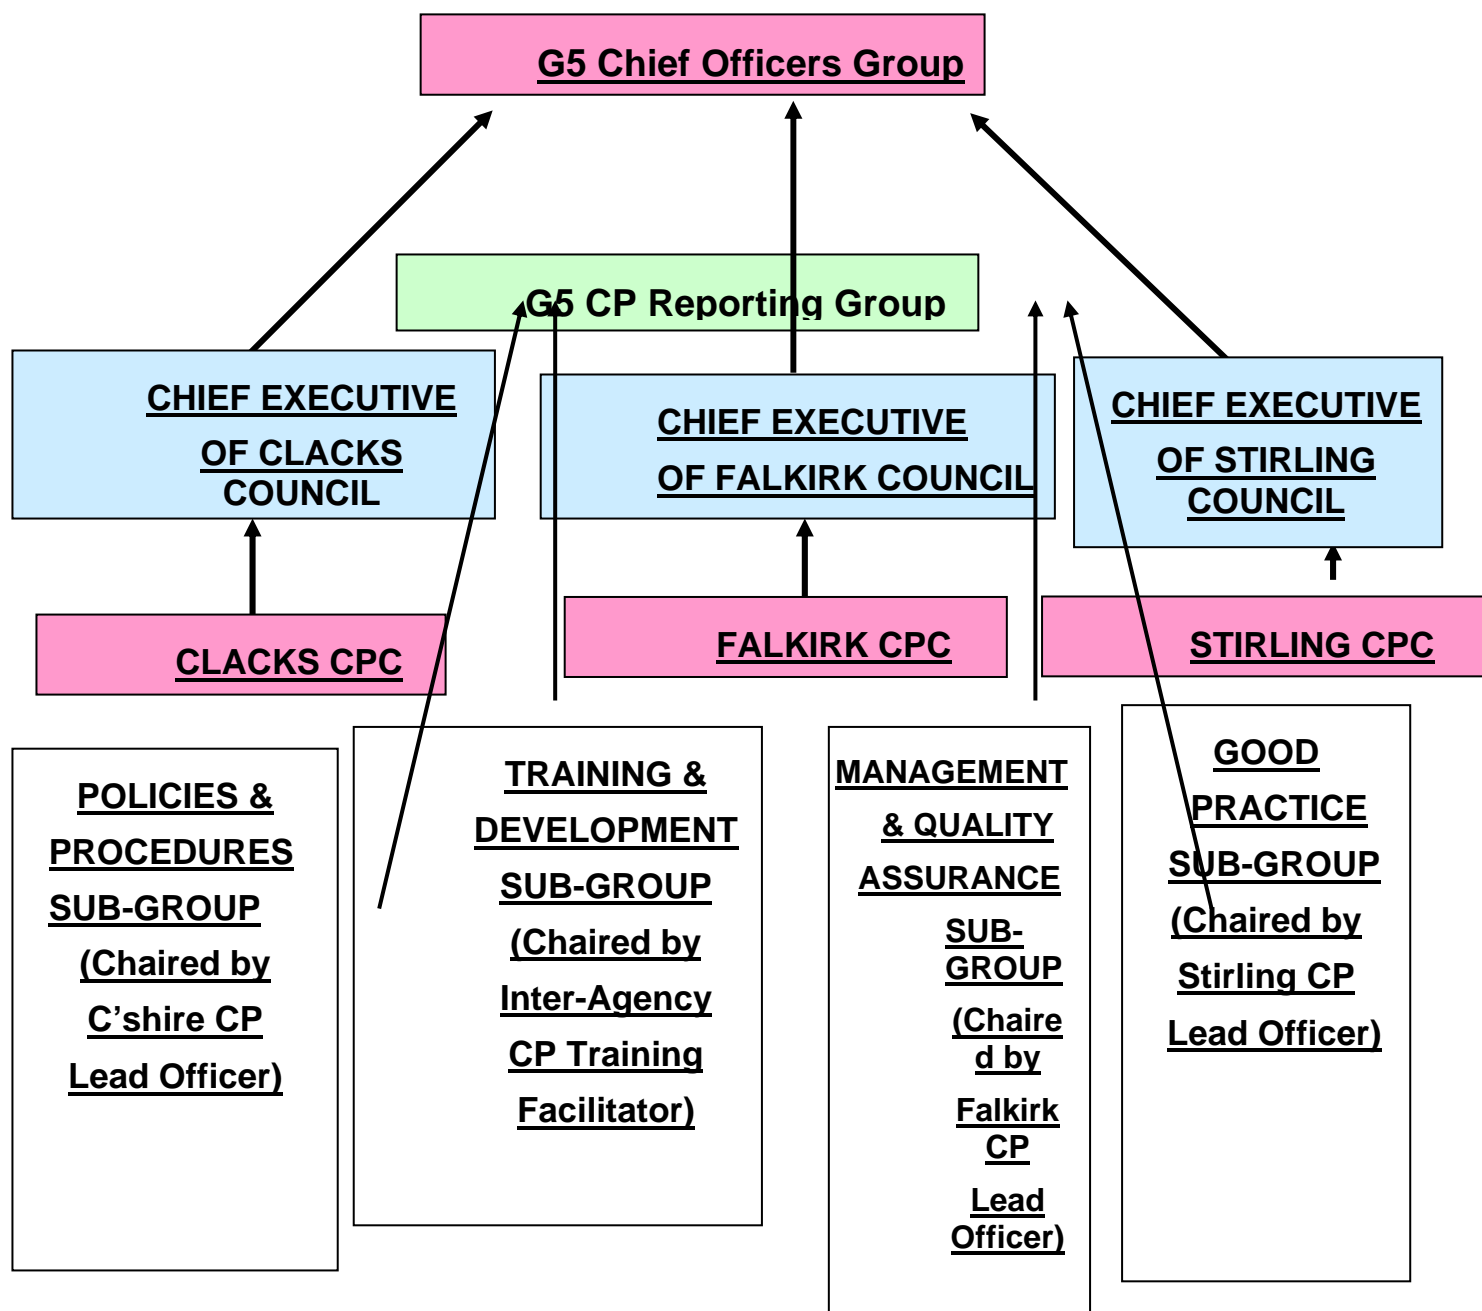 G5 Chief Officers Group
G5 CP Reporting Group
CHIEF EXECUTIVE
OF CLACKS
COUNCIL
CHIEF EXECUTIVE
OF FALKIRK COUNCIL
CHIEF EXECUTIVE
OF STIRLING
COUNCIL
CLACKS CPC
FALKIRK CPC
STIRLING CPC
POLICIES &
PROCEDURES
SUB-GROUP
(Chaired by
C’shire CP
Lead Officer)
TRAINING &
DEVELOPMENT
SUB-GROUP
(Chaired by
Inter-Agency
CP Training
Facilitator)
MANAGEMENT
& QUALITY
ASSURANCE
SUB-
GROUP
(Chaire
d by
Falkirk
CP
Lead
Officer)
GOOD
PRACTICE
SUB-GROUP
(Chaired by
Stirling CP
Lead Officer)